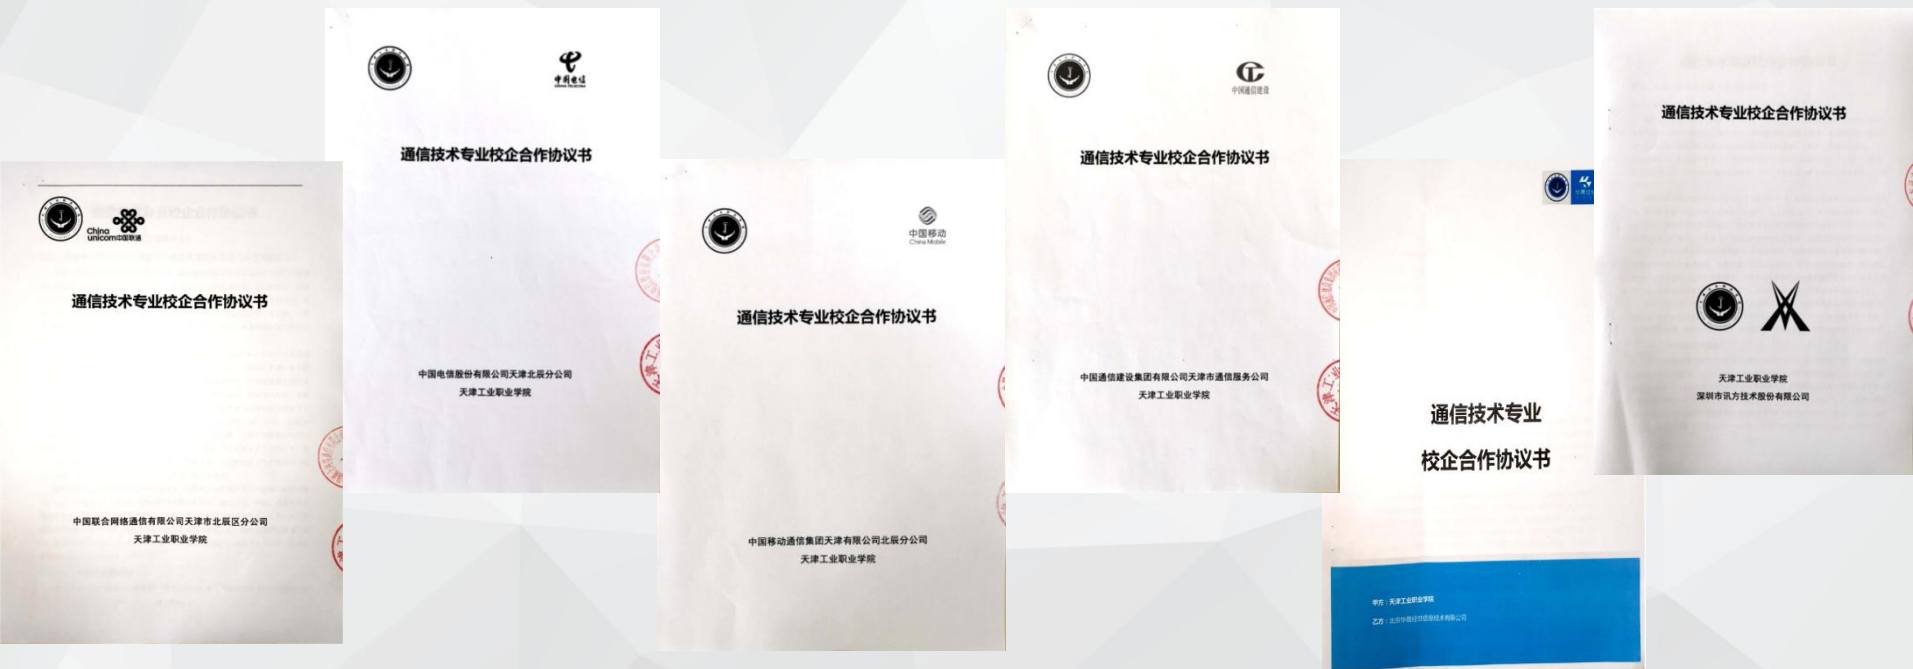 China
unicom中国联通
通信技术专业校企合作协议书
中国联合网络通信有限公司天津市北辰区分公司
天津工业职业学院
中国电信
CHINA TELECOM
通信技术专业校企合作协议书
中国电信股份有限公司天津北辰分公司
天津工业职业学院
中国移动
China Mobile
通信技术专业校企合作协议书
中国移动通信集团天津有限公司北辰分公司
天津工业职业学院
中国通信建设
通信技术专业校企合作协议书
中国通信建设集团有限公司天津市通信服务公司
天津工业职业学院
通信技术专业
校企合作协议书
甲方：天津工业职业学院
通信技术专业校企合作协议书
天津工业职业学院
深圳市讯方技术股份有限公司